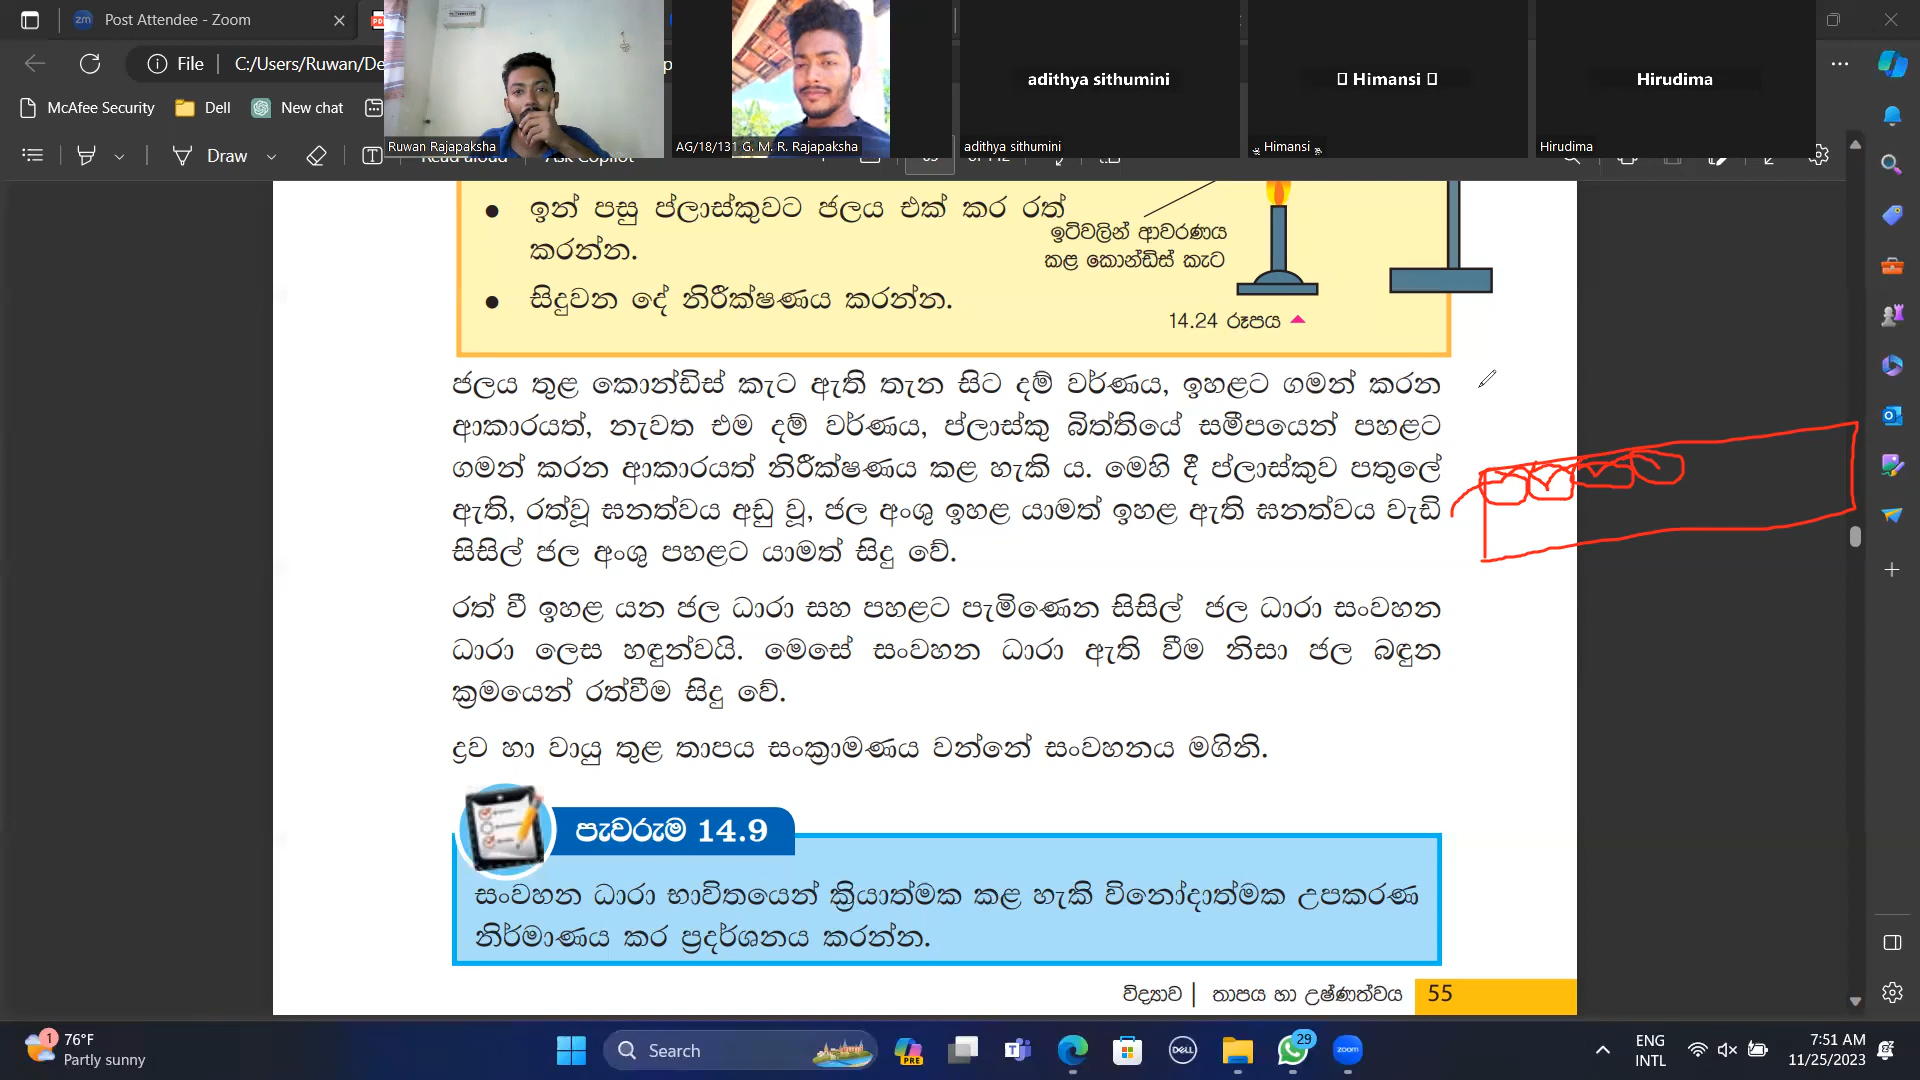 Post Attendee - Zoom
File
C:/Users/Ruwan/De
McAfee Security
Dell
New chat
Draw
Ruwan Rajapaksha
AG/18/131 G. M. R. Rajapaksha
adithya sithumini
adithya sithumini
Himansi
Himansi
Hirudima
Hirudima
ඉන් පසු ප්ලාස්කුවට ජලය එක් කර රත්
කරන්න.
සිදුවන දේ නිරීක්ෂණය කරන්න.
ඉටිවලින් ආවරණය
කළ කොන්ඩිස් කැට
14.24 රූපය
ජලය තුළ කොන්ඩිස් කැට ඇති තැන සිට දම් වර්ණය, ඉහළට ගමන් කරන
ආකාරයත්, නැවත එම දම් වර්ණය, ප්ලාස්කු බිත්තියේ සමීපයෙන් පහළට
ගමන් කරන ආකාරයත් නිරීක්ෂණය කළ හැකි ය. මෙහි දී ප්ලාස්කුව පතුලේ
ඇති, රත්වූ ඝනත්වය අඩු වූ, ජල අංශු ඉහළ යාමත් ඉහළ ඇති ඝනත්වය වැඩි
සිසිල් ජල අංශු පහළට යාමත් සිදු වේ.
රත් වී ඉහළ යන ජල ධාරා සහ පහළට පැමිණෙන සිසිල් ජල ධාරා සංවහන
ධාරා ලෙස හඳුන්වයි. මෙසේ සංවහන ධාරා ඇති වීම නිසා ජල බඳුන
ක්‍රමයෙන් රත්වීම සිදු වේ.
ද්‍රව හා වායු තුළ තාපය සංක්‍රාමණය වන්නේ සංවහනය මගිනි.
පැවරුම 14.9
සංවහන ධාරා භාවිතයෙන් ක්‍රියාත්මක කළ හැකි විනෝදාත්මක උපකරණ
නිර්මාණය කර ප්‍රදර්ශනය කරන්න.
විද්‍යාව | තාපය හා උෂ්ණත්වය 55
76°F
Partly sunny
Search
PRE
DELL
29
zoom
ENG
INTL
7:51 AM
11/25/2023